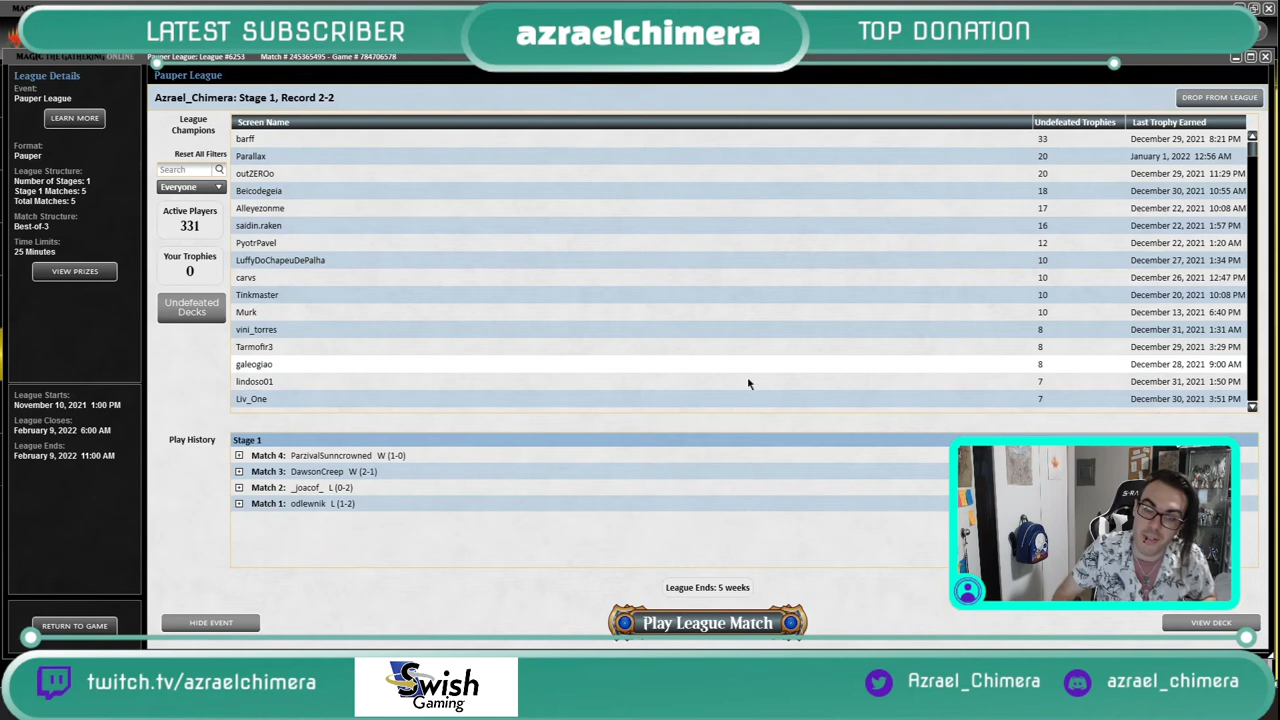 LATEST SUBSCRIBER
azraelchimera
TOP DONATION
MAGIC THE GATHERING ONLINE
Pauper League: League #6253 Match # 245365495 - Game # 784706578
League Details
Event:
Pauper League
LEARN MORE
Format:
Pauper
League Structure:
Number of Stages: 1
Stage 1 Matches: 5
Total Matches: 5
Match Structure:
Best-of-3
Time Limits:
25 Minutes
VIEW PRIZES
League Starts:
November 10, 2021 1:00 PM
League Closes:
February 9, 2022 6:00 AM
League Ends:
February 9, 2022 11:00 AM
RETURN TO GAME
Pauper League
Azrael_Chimera: Stage 1, Record 2-2
DROP FROM LEAGUE
League Champions
Reset All Filters
Search
Everyone
Active Players
331
Your Trophies
0
Undefeated Decks
Screen Name Undefeated Trophies Last Trophy Earned
barff 33 December 29, 2021 8:21 PM
Parallax 20 January 1, 2022 12:56 AM
outZEROo 20 December 29, 2021 11:29 PM
Beicodegeia 18 December 30, 2021 10:55 AM
Alleyezonme 17 December 22, 2021 10:08 AM
saidin.raken 16 December 22, 2021 1:57 PM
PyotrPavel 12 December 22, 2021 1:20 AM
LuffyDoChapeuDePalha 10 December 27, 2021 1:34 PM
carvs 10 December 26, 2021 12:47 PM
Tinkmaster 10 December 20, 2021 10:08 PM
Murk 10 December 13, 2021 6:40 PM
vini_torres 8 December 31, 2021 1:31 AM
Tarmofir3 8 December 29, 2021 3:29 PM
galeogiao 8 December 28, 2021 9:00 AM
lindoso01 7 December 31, 2021 1:50 PM
Liv_One 7 December 30, 2021 3:51 PM
Play History
Stage 1
Match 4: ParzivalSunncrowned W (1-0)
Match 3: DawsonCreep W (2-1)
Match 2: _joacof_ L (0-2)
Match 1: odlewnik L (1-2)
League Ends: 5 weeks
HIDE EVENT
Play League Match
VIEW DECK
twitch.tv/azraelchimera
Swish
Gaming
Azrael_Chimera
azrael_chimera